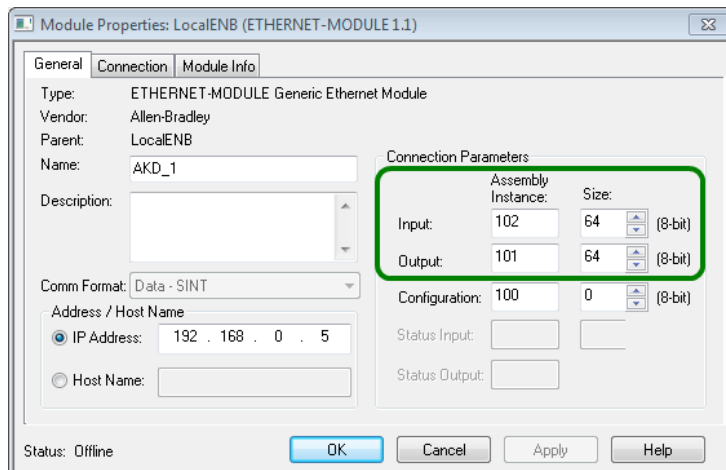 Module Properties: LocalENB (ETHERNET-MODULE 1.1)
General Connection Module Info
Type: ETHERNET-MODULE Generic Ethernet Module
Vendor: Allen-Bradley
Parent: LocalENB
Name: AKD_1
Description:
Comm Format: Data - SINT
Address / Host Name
IP Address: 192 . 168 . 0 . 5
Host Name:
Connection Parameters
Assembly
Instance: Size:
Input: 102 64 (8-bit)
Output: 101 64 (8-bit)
Configuration: 100 0 (8-bit)
Status Input:
Status Output:
Status: Offline OK Cancel Apply Help